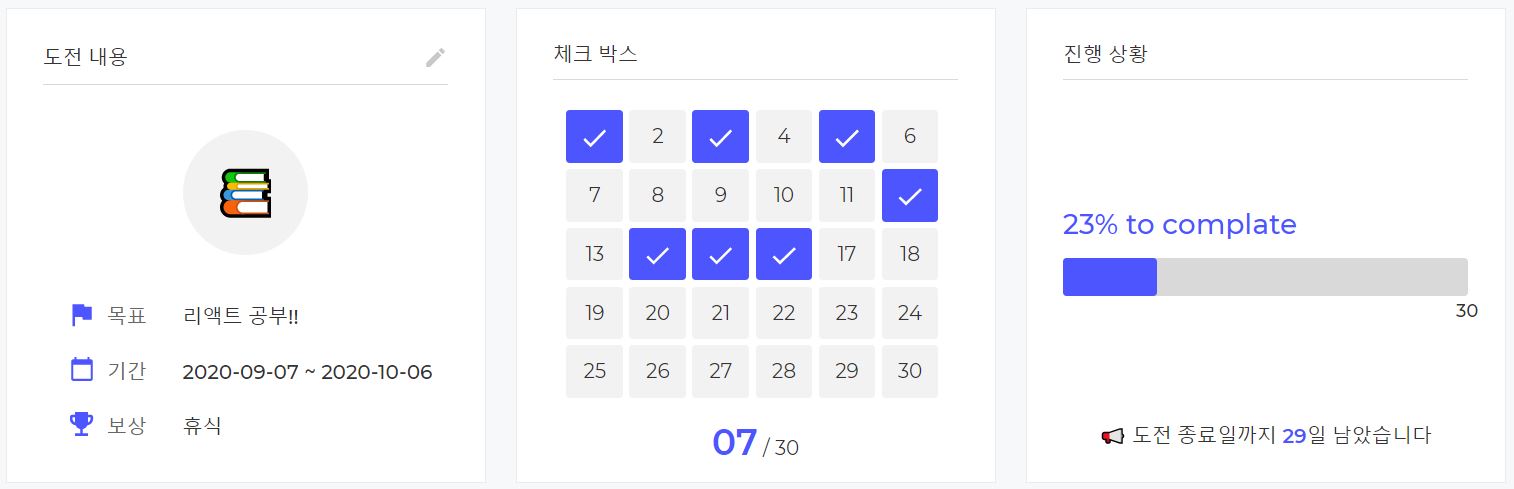 도전 내용
목표 리액트 공부!!
기간 2020-09-07 ~ 2020-10-06
보상 휴식
체크 박스
2 4 6
7 8 9 10 11
13 17 18
19 20 21 22 23 24
25 26 27 28 29 30
07 / 30
진행 상황
23% to complate
30
도전 종료일까지 29일 남았습니다